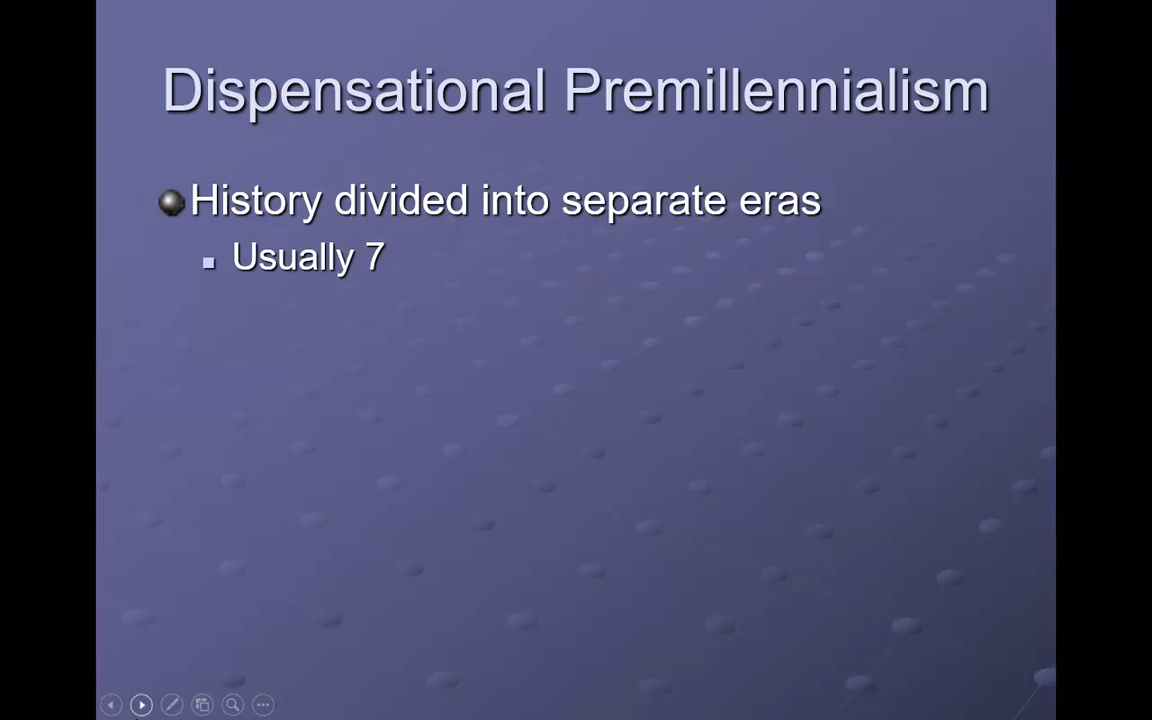 Dispensational Premillennialism
History divided into separate eras
Usually 7